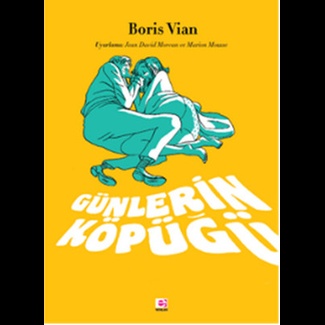 Boris Vian
Uyarlama: Jean David Morvan ve Marion Mousse
GÜNLERİN
KÖPÜĞÜ